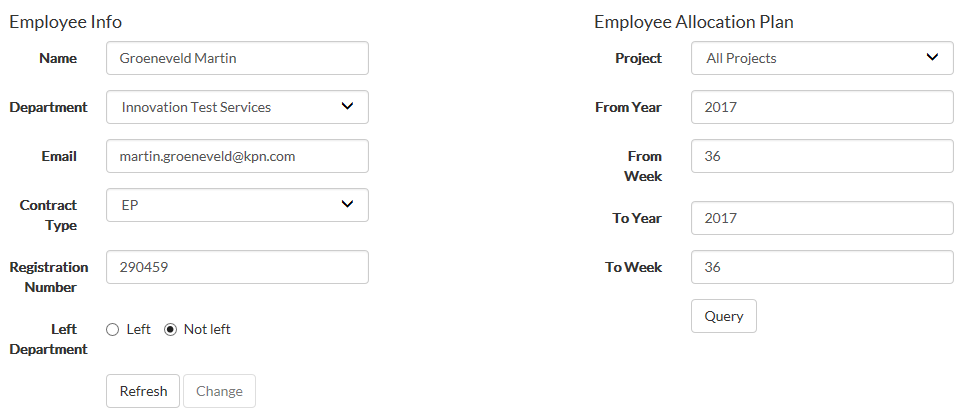 Employee Info
Name
Groeneveld Martin
Department
Innovation Test Services
Email
martin.groeneveld@kpn.com
Contract
Type
EP
Registration
Number
290459
Left
Department
Left
Not left
Refresh
Change
Employee Allocation Plan
Project
All Projects
From Year
2017
From
Week
36
To Year
2017
To Week
36
Query